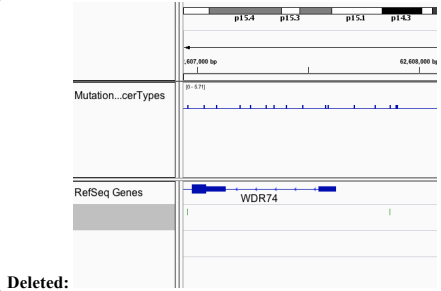 p15.4 p15.3 p15.1 p14.3
,607,000 bp 62,608,000 bp
[0 - 5.71]
Mutation...cerTypes
RefSeq Genes
WDR74
Deleted: